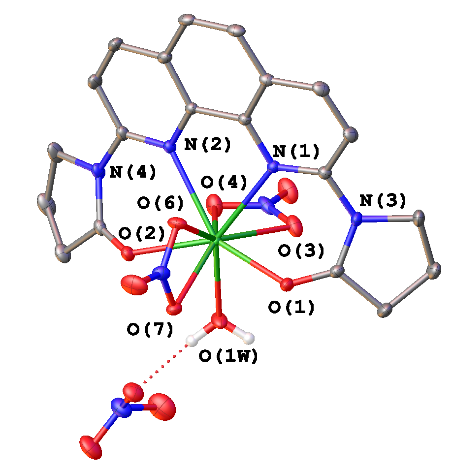 N(2)
N(1)
N(4)
O(4)
N(3)
O(6)
O(2)
O(3)
O(1)
O(7)
O(1W)